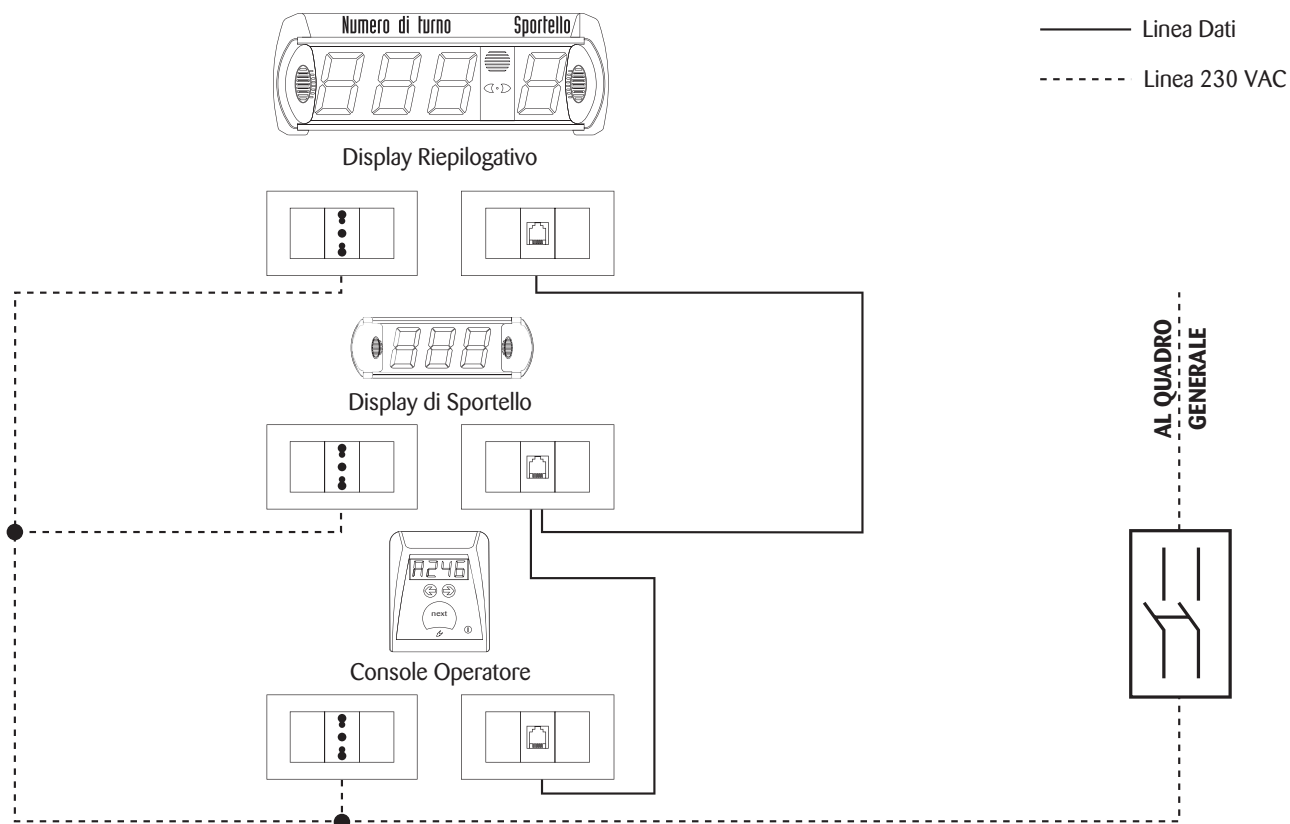 Numero di turno Sportello
Linea Dati
Linea 230 VAC
Display Riepilogativo
Display di Sportello
AL QUADRO
GENERALE
A246
next
Console Operatore